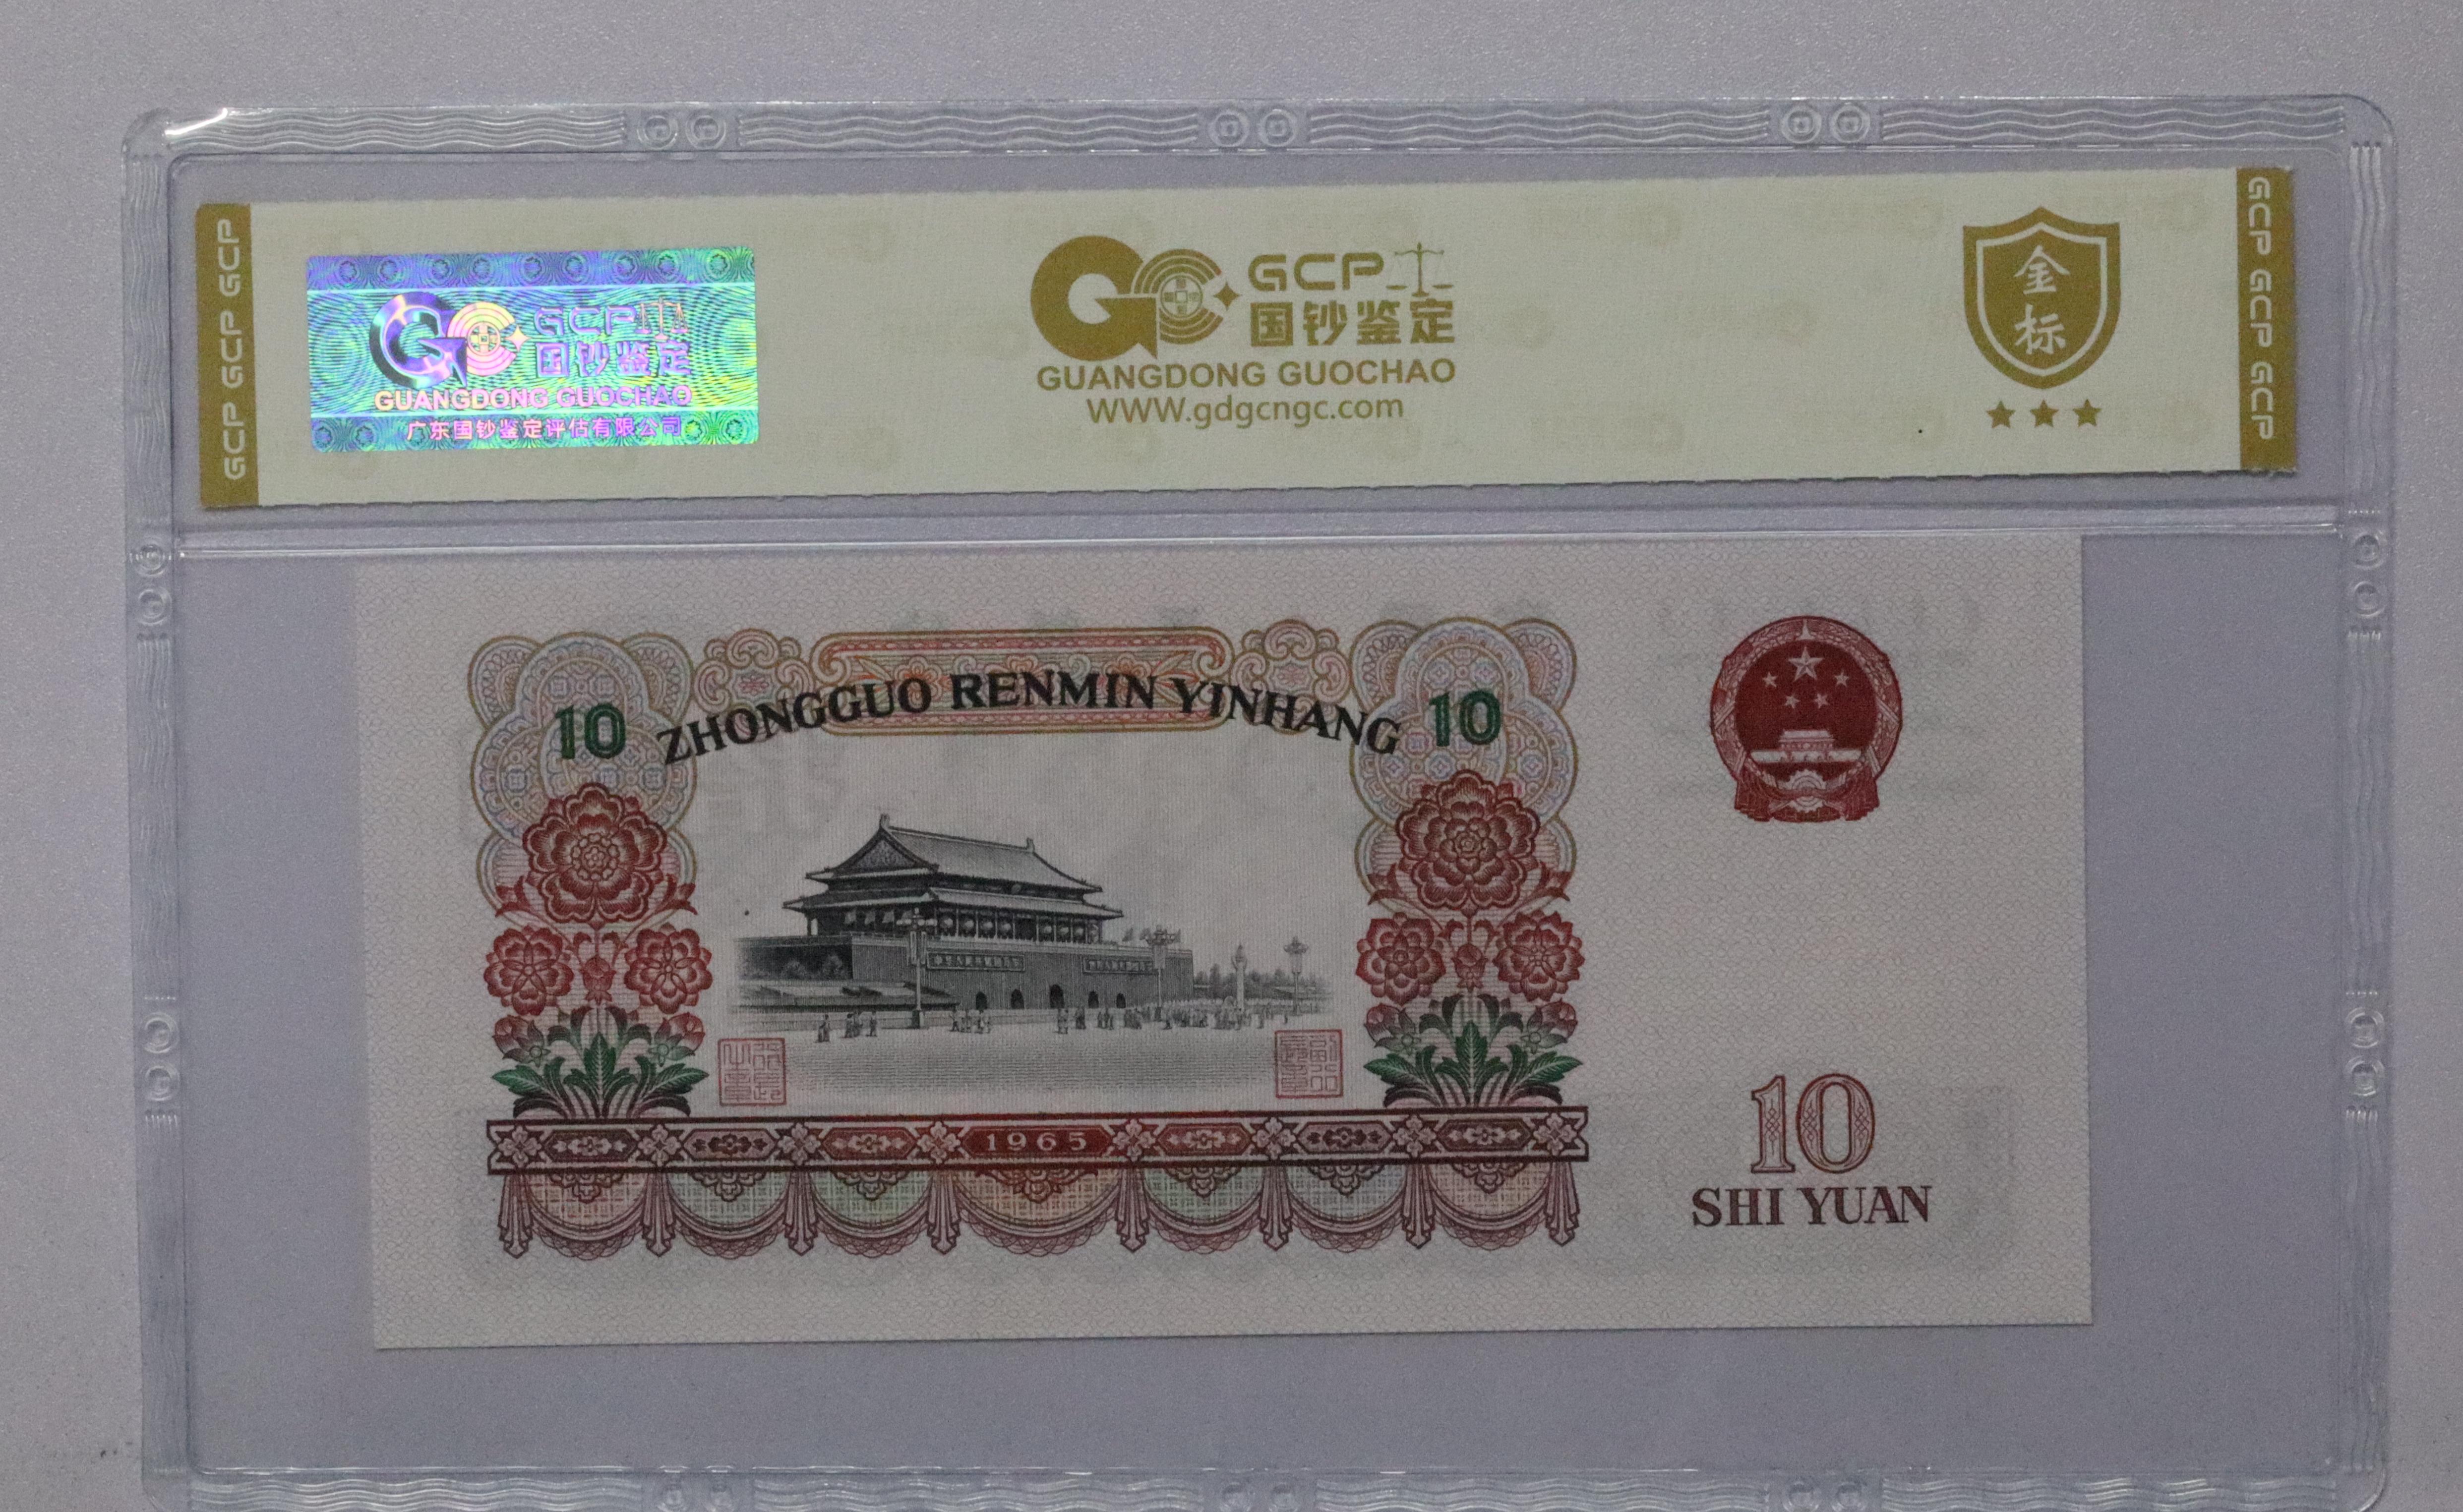 GCP GCP GCP
GCP
国钞鉴定
GUANGDONG GUOCHAO
广东国钞鉴定评估有限公司
GCP
国钞鉴定
GUANGDONG GUOCHAO
WWW.gdgcngc.com
金
标
GCP GCP GCP
10 ZHONGGUO RENMIN YINHANG 10
1965
10
SHI YUAN